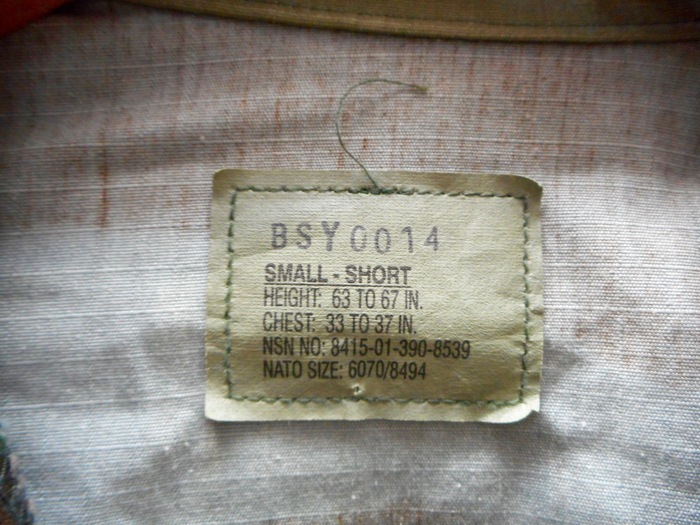 BSY0014
SMALL - SHORT
HEIGHT: 63 TO 67 IN.
CHEST: 33 TO 37 IN.
NSN NO: 8415-01-390-8539
NATO SIZE: 6070/8494